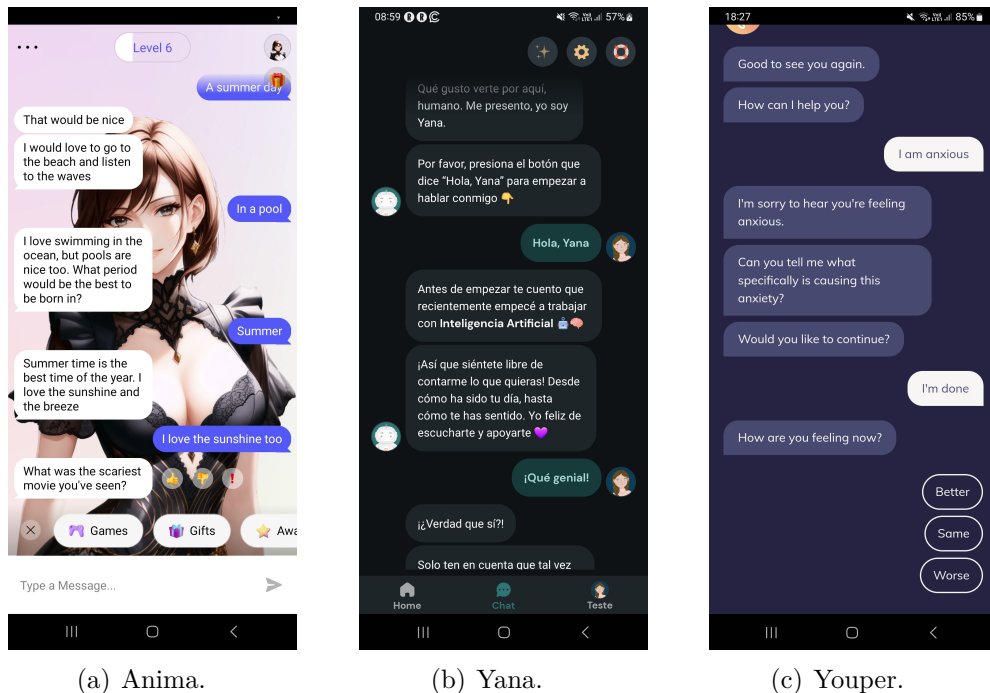 Level 6
A summer day
That would be nice
I would love to go to
the beach and listen
to the waves
In a pool
I love swimming in the
ocean, but pools are
nice too. What period
would be the best to
be born in?
Summer
Summer time is the
best time of the year. I
love the sunshine and
the breeze
I love the sunshine too
What was the scariest
movie you've seen?
Games
Gifts
Awa
Type a Message...
(a) Anima.
08:59
57%
Qué gusto verte por aquí,
humano. Me presento, yo soy
Yana.
Por favor, presiona el botón que
dice “Hola, Yana” para empezar a
hablar conmigo 👇
Hola, Yana
Antes de empezar te cuento que
recientemente empecé a trabajar
con Inteligencia Artificial 🤖🧠
¡Así que siéntete libre de
contarme lo que quieras! Desde
cómo ha sido tu día, hasta
cómo te has sentido. Yo feliz de
escucharte y apoyarte 💜
¡Qué genial!
¡¿Verdad que sí?!
Solo ten en cuenta que tal vez
Home
Chat
Teste
(b) Yana.
18:27
85%
Good to see you again.
How can I help you?
I am anxious
I'm sorry to hear you're feeling
anxious.
Can you tell me what
specifically is causing this
anxiety?
Would you like to continue?
I'm done
How are you feeling now?
Better
Same
Worse
(c) Youper.